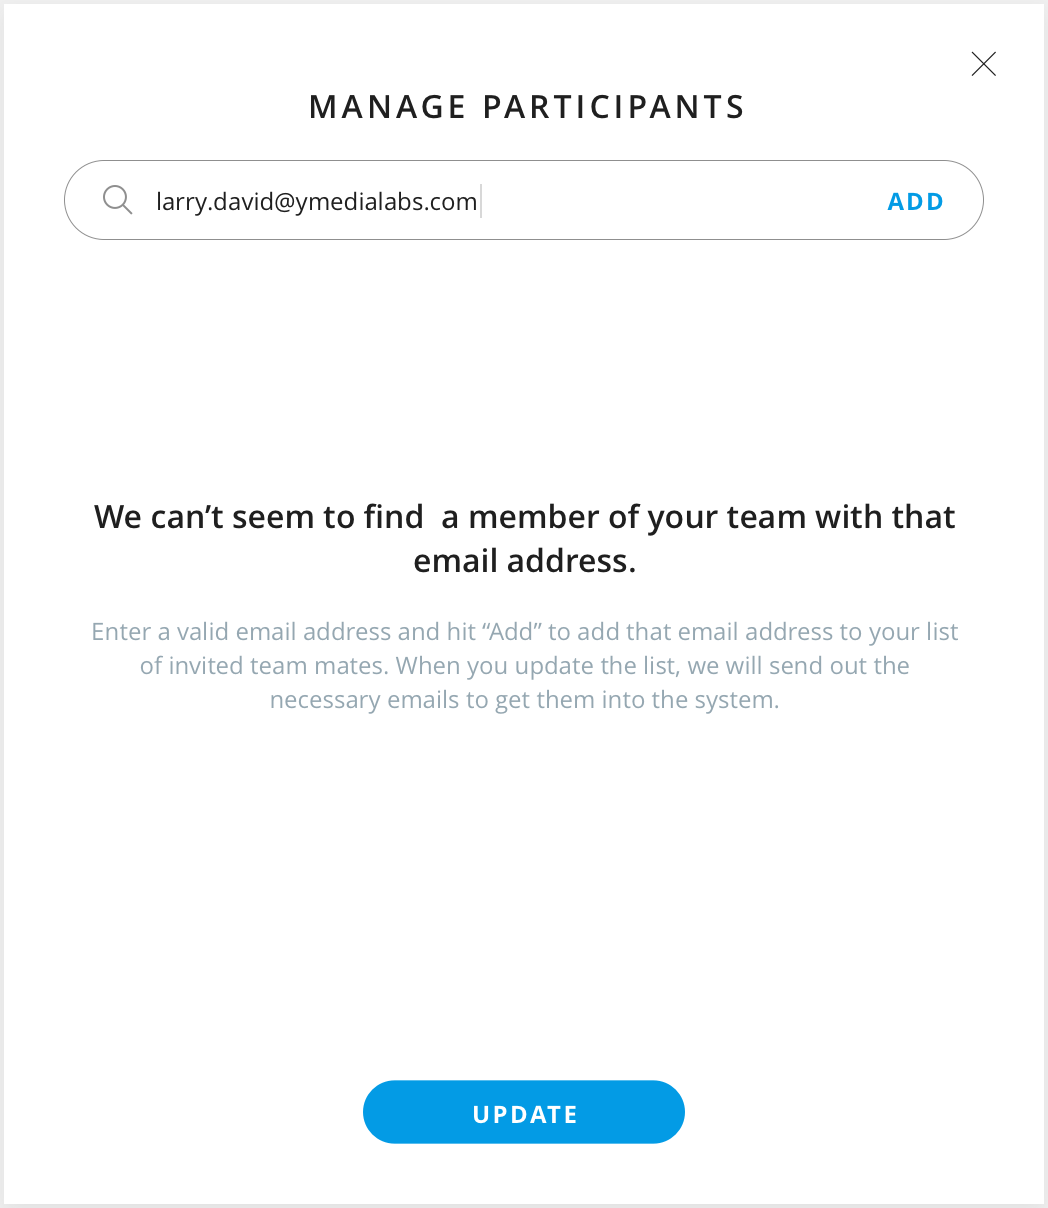 MANAGE PARTICIPANTS
larry.david@ymedialabs.com ADD
We can’t seem to find  a member of your team with that
email address.
Enter a valid email address and hit “Add” to add that email address to your list
of invited team mates. When you update the list, we will send out the
necessary emails to get them into the system.
UPDATE